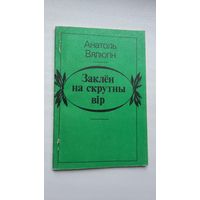 Анатоль
Вялюгін
Заклён
на скрутны
вір